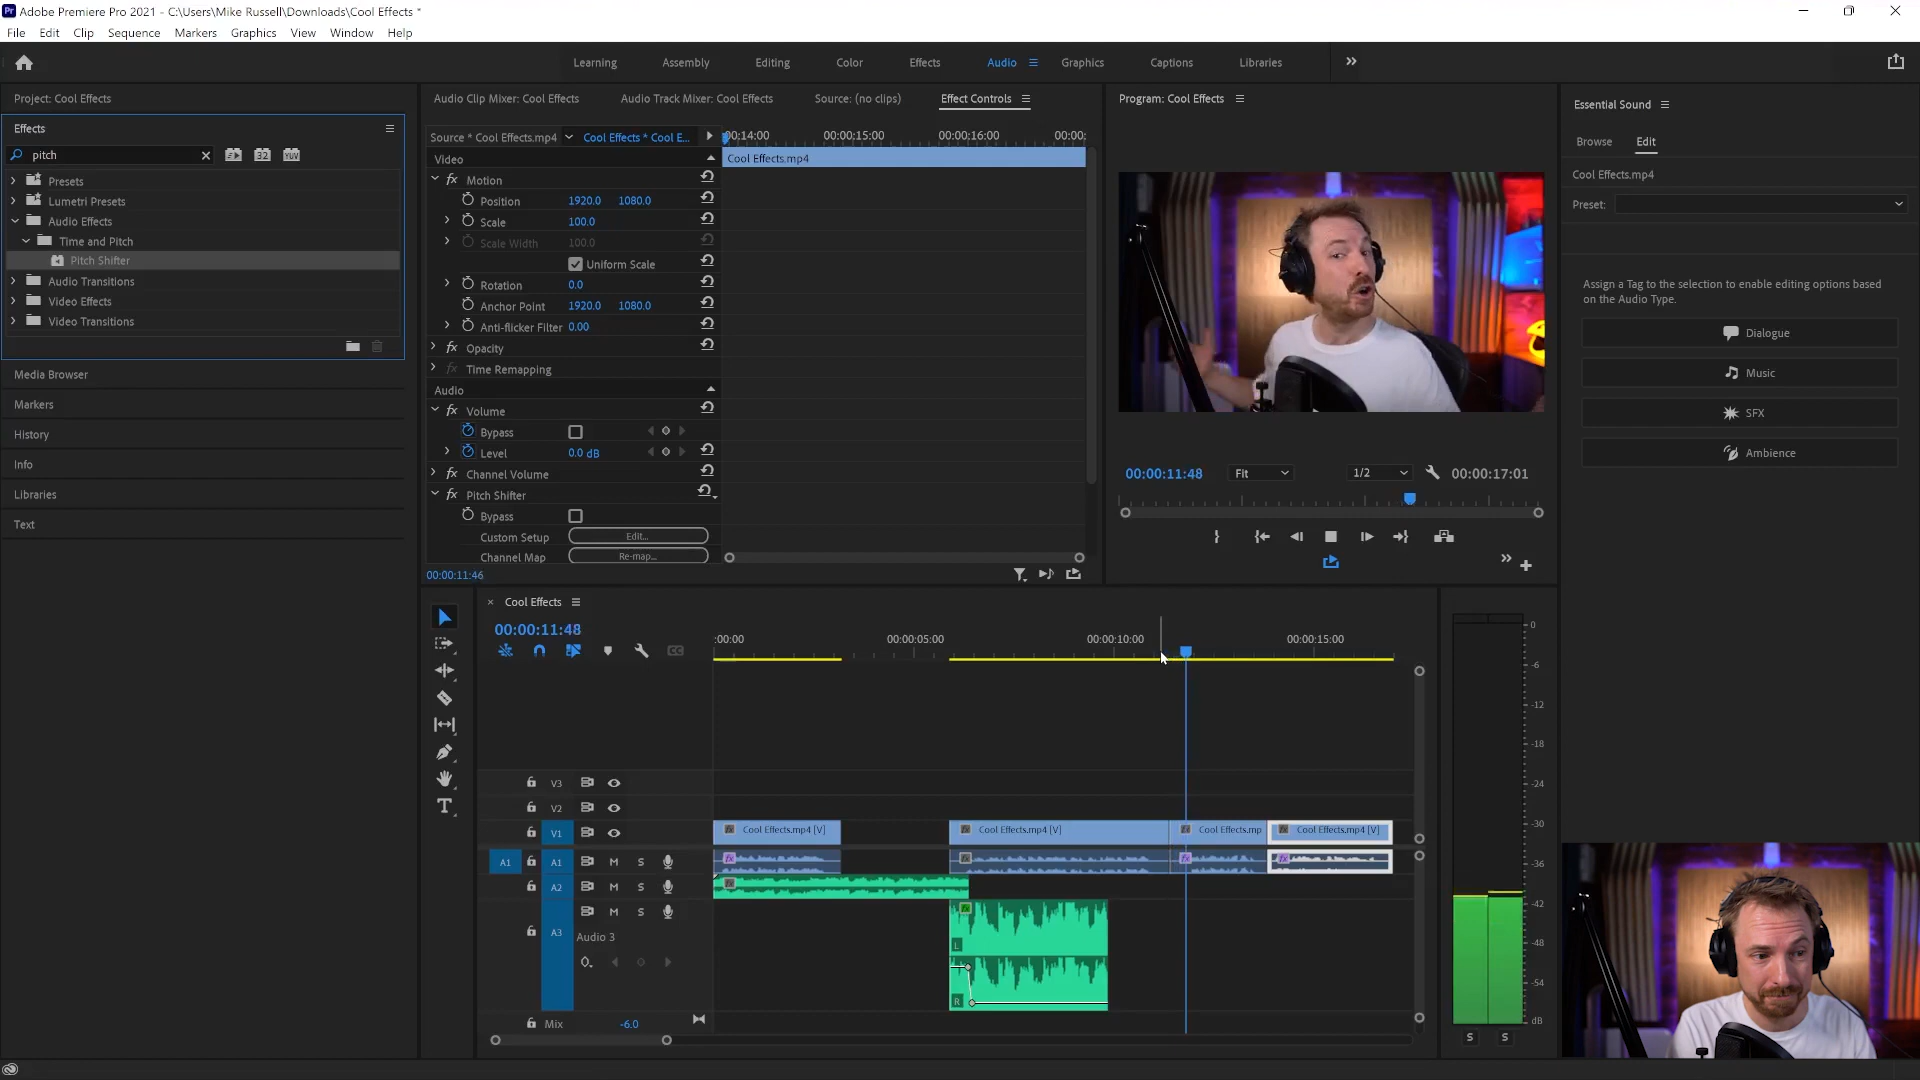 Adobe Premiere Pro 2021 - C:\Users\Mike Russell\Downloads\Cool Effects *
File Edit Clip Sequence Markers Graphics View Window Help
Learning Assembly Editing Color Effects Audio Graphics Captions Libraries
Project: Cool Effects
Effects
pitch
32
YUV
Presets
Lumetri Presets
Audio Effects
Time and Pitch
Pitch Shifter
Audio Transitions
Video Effects
Video Transitions
Media Browser
Markers
History
Info
Libraries
Text
Audio Clip Mixer: Cool Effects Audio Track Mixer: Cool Effects Source: (no clips) Effect Controls
Source * Cool Effects.mp4 Cool Effects * Cool E...
00:14:00 00:00:15:00 00:00:16:00 00:00:
Video
Cool Effects.mp4
fx Motion
Position 1920.0 1080.0
Scale 100.0
Scale Width 100.0
Uniform Scale
Rotation 0.0
Anchor Point 1920.0 1080.0
Anti-flicker Filter 0.00
fx Opacity
fx Time Remapping
Audio
fx Volume
Bypass
Level 0.0 dB
fx Channel Volume
fx Pitch Shifter
Bypass
Custom Setup Edit...
Channel Map Re-map...
00:00:11:46
Program: Cool Effects
00:00:11:48 Fit 1/2 00:00:17:01
Essential Sound
Browse Edit
Cool Effects.mp4
Preset:
Assign a Tag to the selection to enable editing options based
on the Audio Type.
Dialogue
Music
SFX
Ambience
Cool Effects
00:00:11:48
:00:00 00:00:05:00 00:00:10:00 00:00:15:00
V3
V2
V1
Cool Effects.mp4 [V] Cool Effects.mp4 [V] Cool Effects.mp Cool Effects.mp4 [V]
A1 A1 M S
A2 M S
M S
A3 Audio 3
L
R
Mix -6.0
0
-6
-12
-18
-24
-30
-36
-42
-48
-54
dB
S S